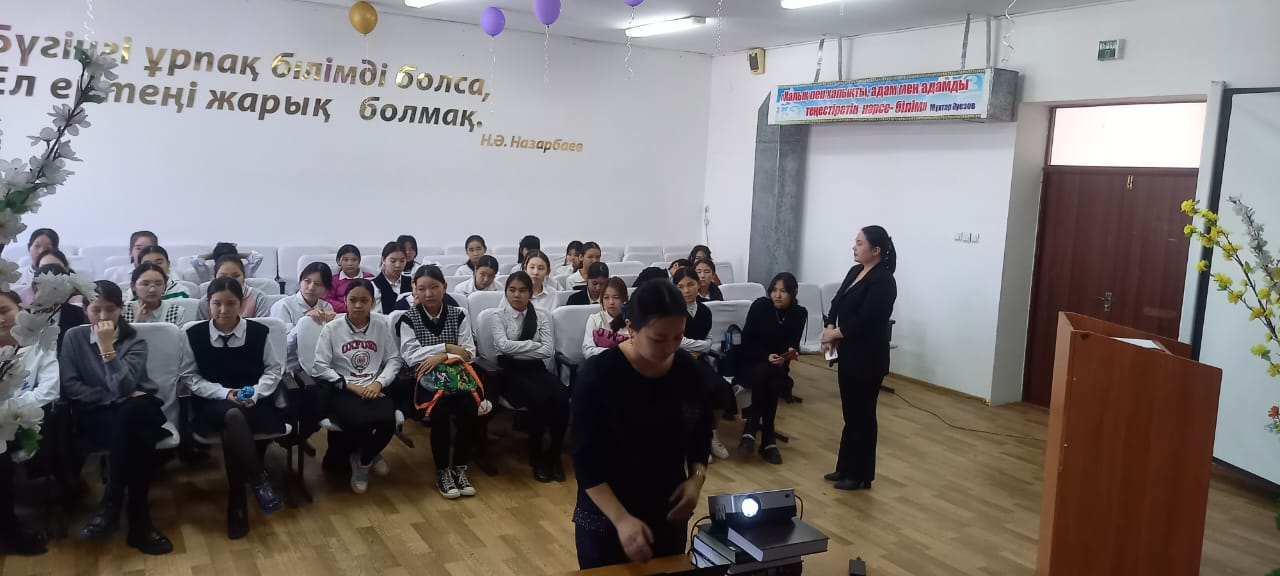 Бүгінгі ұрпақ білімді болса,
Ел ертеңі жарық болмақ.
Н.Ә. Назарбаев
"Халық пен халықты, адам мен адамды
теңестіретін нәрсе- білім" Мұхтар Әуезов
OXFORD